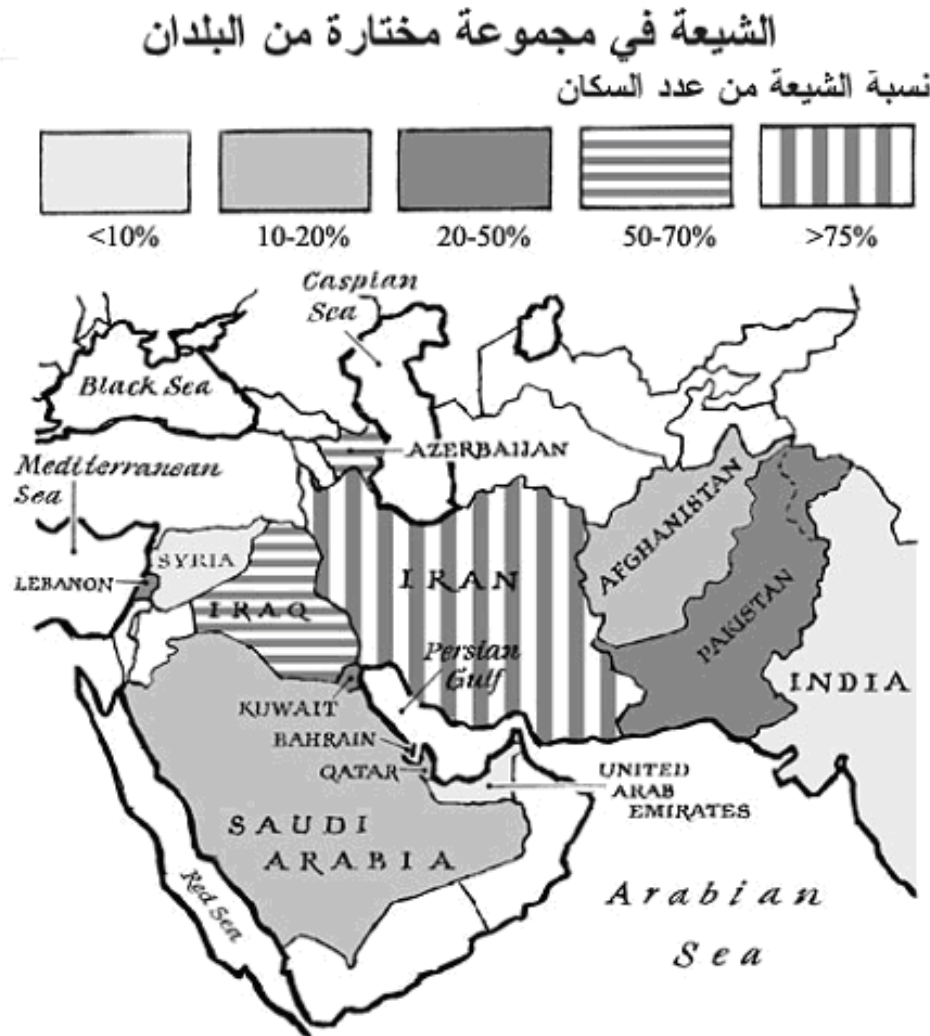 الشيعة في مجموعة مختارة من البلدان
نسبة الشيعة من عدد السكان
<10%
10-20%
20-50%
50-70%
>75%
Caspian
Sea
Black Sea
AZERBAIJAN
Mediterranean
Sea
SYRIA
LEBANON
IRAQ
IRAN
AFGHANISTAN
PAKISTAN
INDIA
Persian
Gulf
KUWAIT
BAHRAIN
QATAR
UNITED
ARAB
EMIRATES
SAUDI
ARABIA
Red Sea
Arabian
Sea